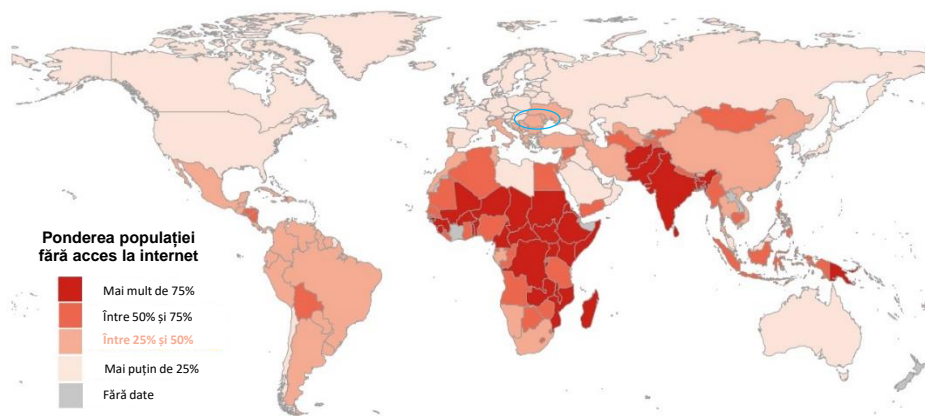 Ponderea populației
fără acces la internet
Mai mult de 75%
Între 50% și 75%
Între 25% și 50%
Mai puțin de 25%
Fără date